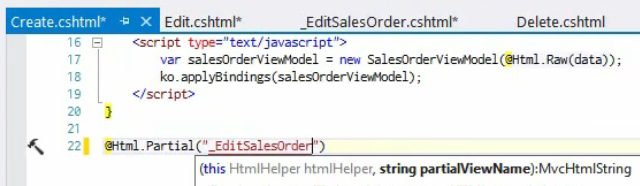 Create.cshtml* Edit.cshtml* _EditSalesOrder.cshtml* Delete.cshtml
16 <script type="text/javascript">
17 var salesOrderViewModel = new SalesOrderViewModel(@Html.Raw(data));
18 ko.applyBindings(salesOrderViewModel);
19 </script>
20 }
21
22 @Html.Partial("_EditSalesOrder")
(this HtmlHelper htmlHelper, string partialViewName):MvcHtmlString